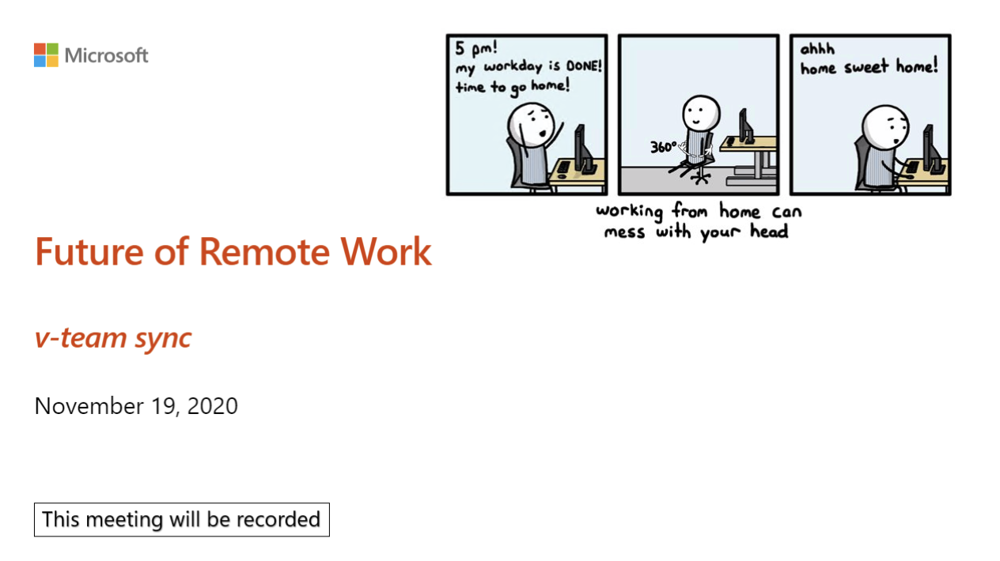 Microsoft
5 pm!
my workday is DONE!
time to go home!
360°
ahhh
home sweet home!
working from home can
mess with your head
Future of Remote Work
v-team sync
November 19, 2020
This meeting will be recorded